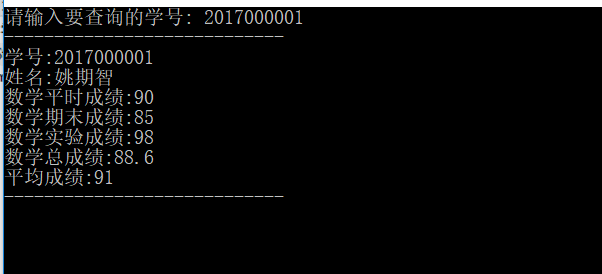 请输入要查询的学号: 2017000001
----------------------------
学号:2017000001
姓名:姚期智
数学平时成绩:90
数学期末成绩:85
数学实验成绩:98
数学总成绩:88.6
平均成绩:91
----------------------------